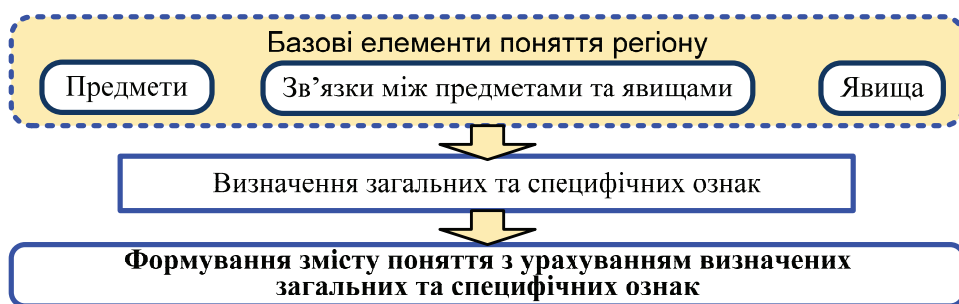 Базові елементи поняття регіону
Предмети
Зв’язки між предметами та явищами
Явища
Визначення загальних та специфічних ознак
Формування змісту поняття з урахуванням визначених
загальних та специфічних ознак